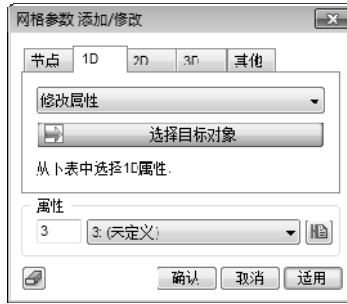 网格参数 添加/修改
节点 1D 2D 3D 其他
修改属性
选择目标对象
从卜表中选择1D属性.
属性
3 3: (未定义)
确认 取消 适用